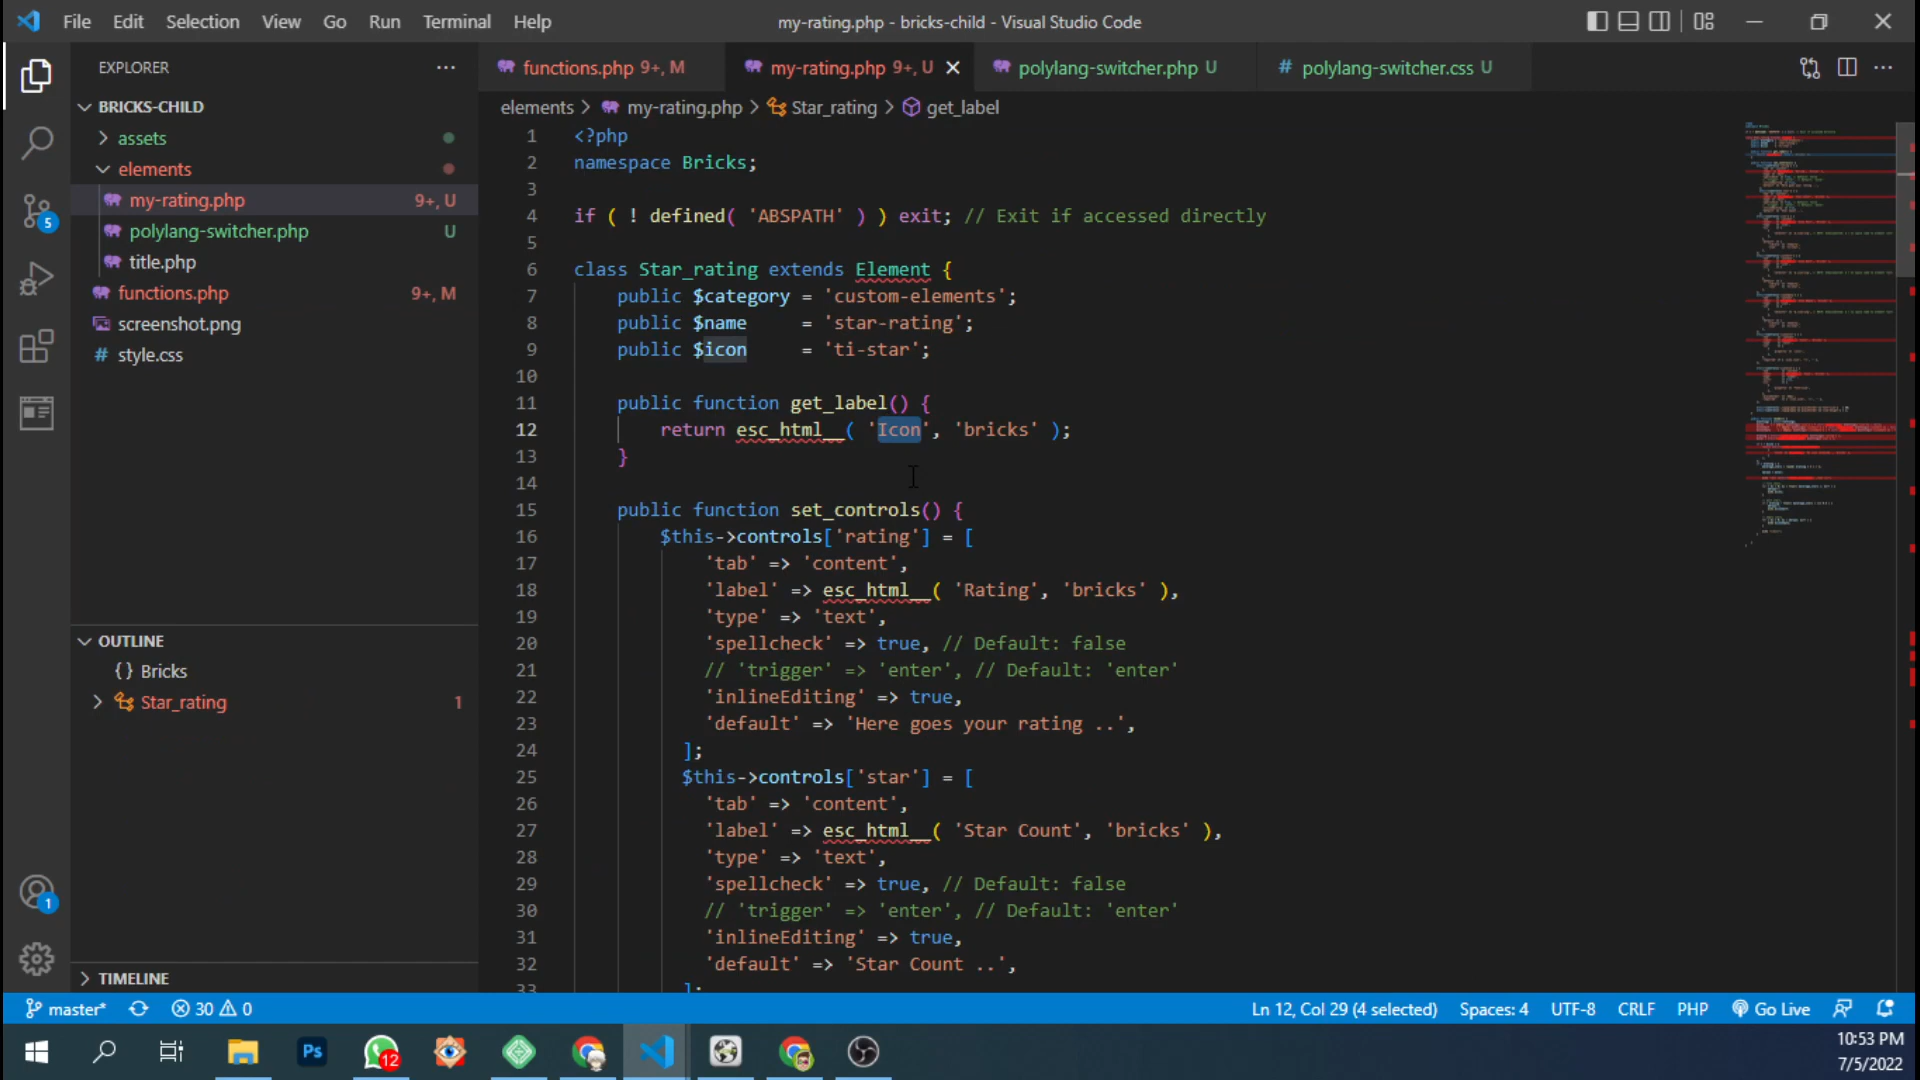 File Edit Selection View Go Run Terminal Help
my-rating.php - bricks-child - Visual Studio Code
EXPLORER
functions.php 9+, M
my-rating.php 9+, U
polylang-switcher.php U
# polylang-switcher.css U
BRICKS-CHILD
elements > my-rating.php > Star_rating > get_label
assets
elements
my-rating.php 9+, U
polylang-switcher.php U
title.php
functions.php 9+, M
screenshot.png
# style.css
1 <?php
2 namespace Bricks;
3
4 if ( ! defined( 'ABSPATH' ) ) exit; // Exit if accessed directly
5
6 class Star_rating extends Element {
7 public $category = 'custom-elements';
8 public $name = 'star-rating';
9 public $icon = 'ti-star';
10
11 public function get_label() {
12 return esc_html__( 'Icon', 'bricks' );
13 }
14
15 public function set_controls() {
16 $this->controls['rating'] = [
17 'tab' => 'content',
18 'label' => esc_html__( 'Rating', 'bricks' ),
19 'type' => 'text',
20 'spellcheck' => true, // Default: false
21 // 'trigger' => 'enter', // Default: 'enter'
22 'inlineEditing' => true,
23 'default' => 'Here goes your rating ..',
24 ];
25 $this->controls['star'] = [
26 'tab' => 'content',
27 'label' => esc_html__( 'Star Count', 'bricks' ),
28 'type' => 'text',
29 'spellcheck' => true, // Default: false
30 // 'trigger' => 'enter', // Default: 'enter'
31 'inlineEditing' => true,
32 'default' => 'Star Count ..',
33 ];
OUTLINE
{} Bricks
Star_rating 1
TIMELINE
5
1
master* 30 0
Ln 12, Col 29 (4 selected) Spaces: 4 UTF-8 CRLF PHP Go Live
Ps
12
10:53 PM
7/5/2022